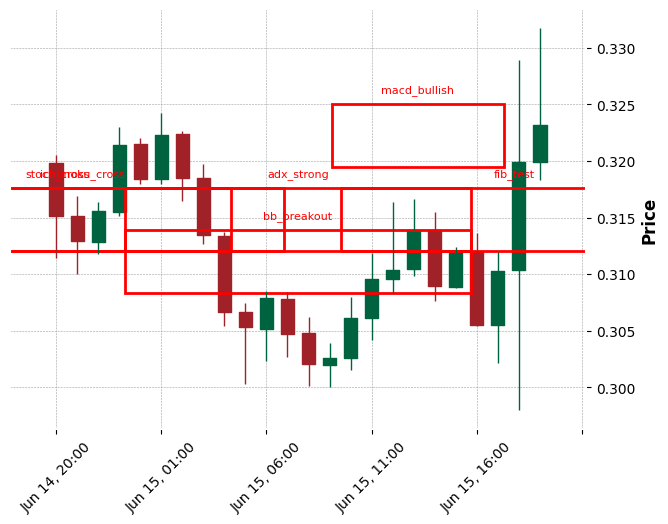 0.330
macd_bullish
0.325
0.320
adx_strong
fib_test
0.315
bb_breakout
0.310
0.305
0.300
Price
Jun 14, 20:00
Jun 15, 01:00
Jun 15, 06:00
Jun 15, 11:00
Jun 15, 16:00